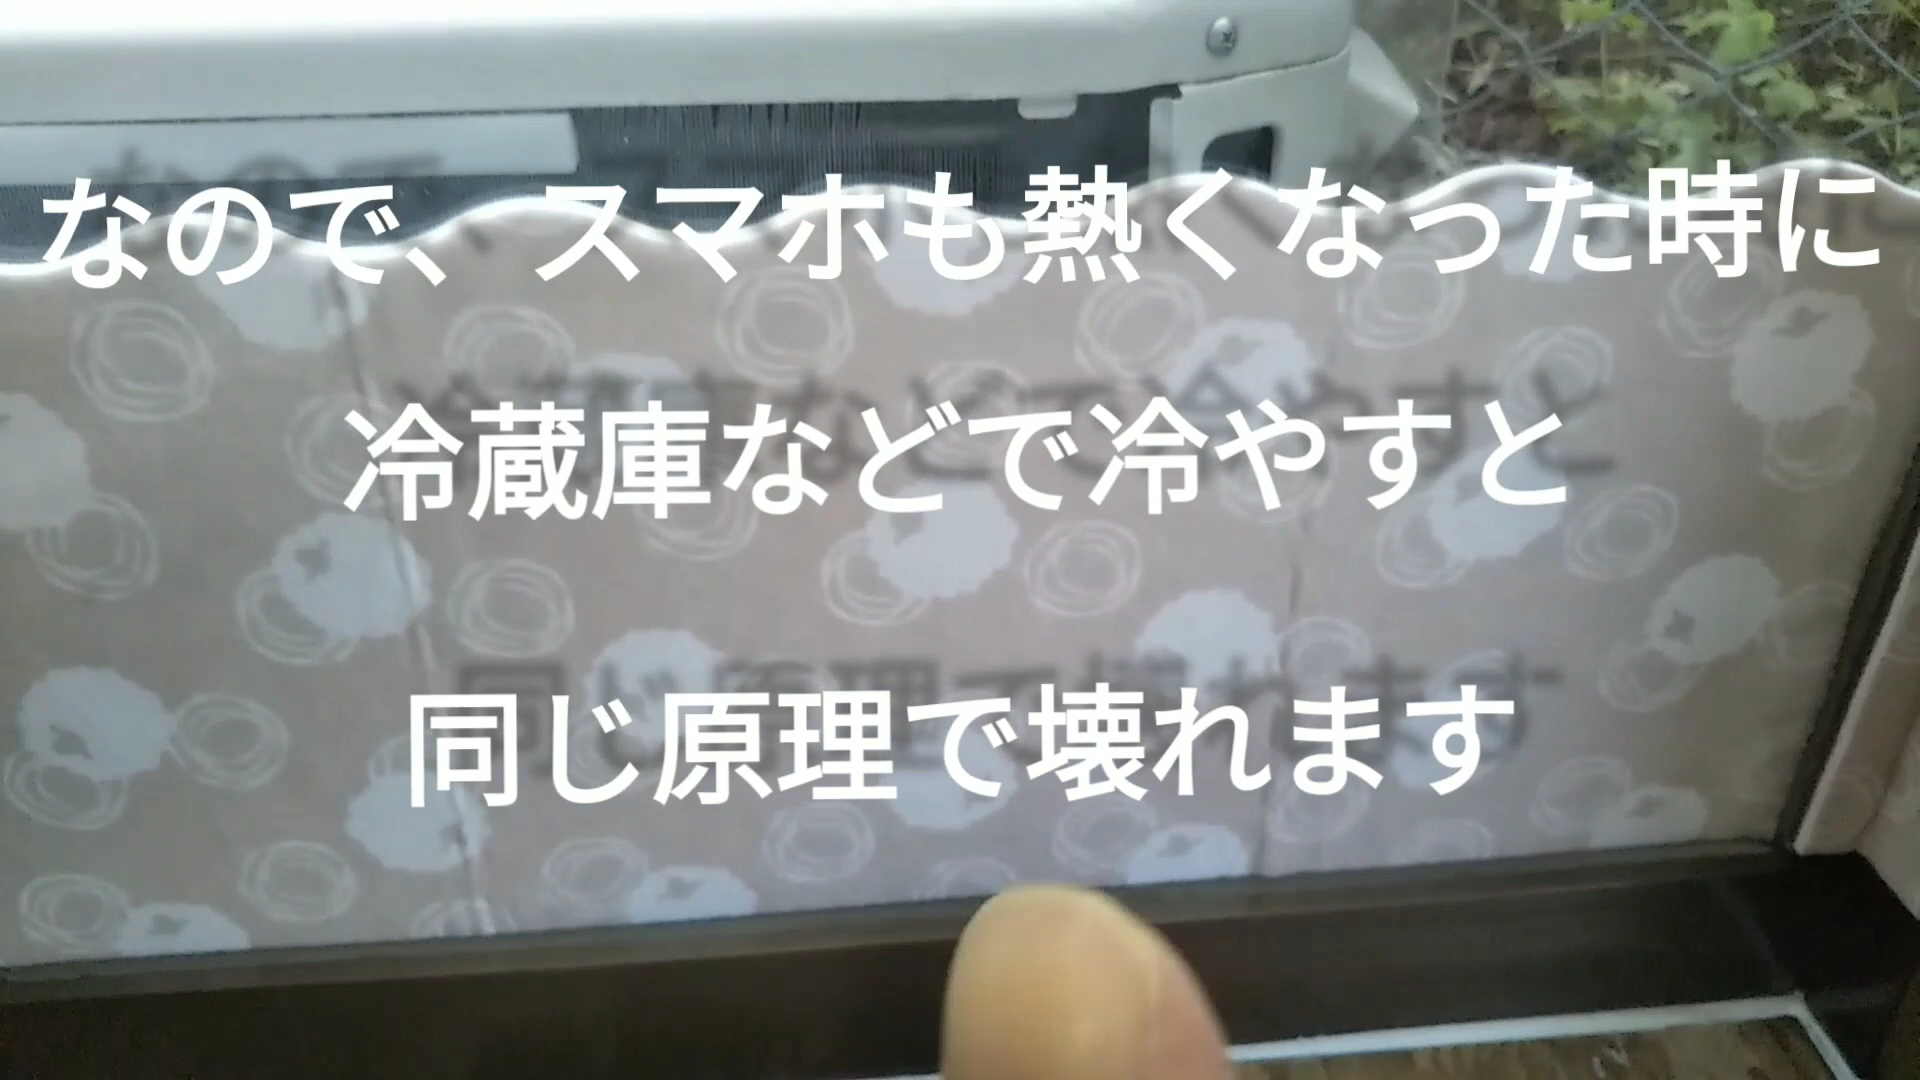 なので、スマホも熱くなった時に
冷蔵庫などで冷やすと
同じ原理で壊れます